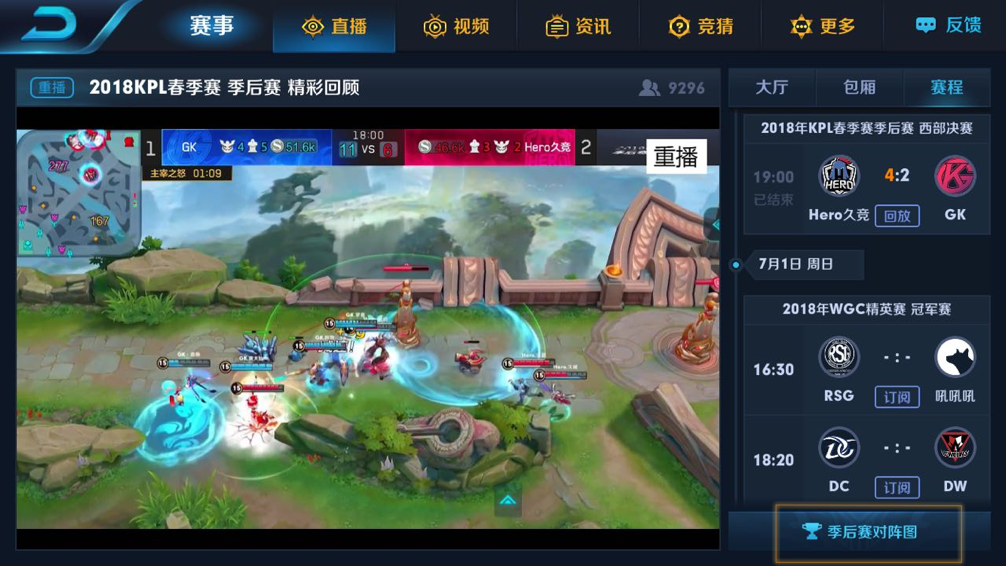 赛事
直播
视频
资讯
竞猜
更多
反馈
重播
2018KPL春季赛 季后赛 精彩回顾
9296
大厅
包厢
赛程
1
GK
4
5
51.6k
18:00
11 VS 6
3
2
Hero久竞
2
重播
主宰之怒 01:09
2018年KPL春季赛季后赛 西部决赛
19:00
已结束
4:2
Hero久竞
回放
GK
7月1日 周日
2018年WGC精英赛 冠军赛
16:30
-:-
RSG
订阅
吼吼吼
18:20
-:-
DC
订阅
DW
季后赛对阵图